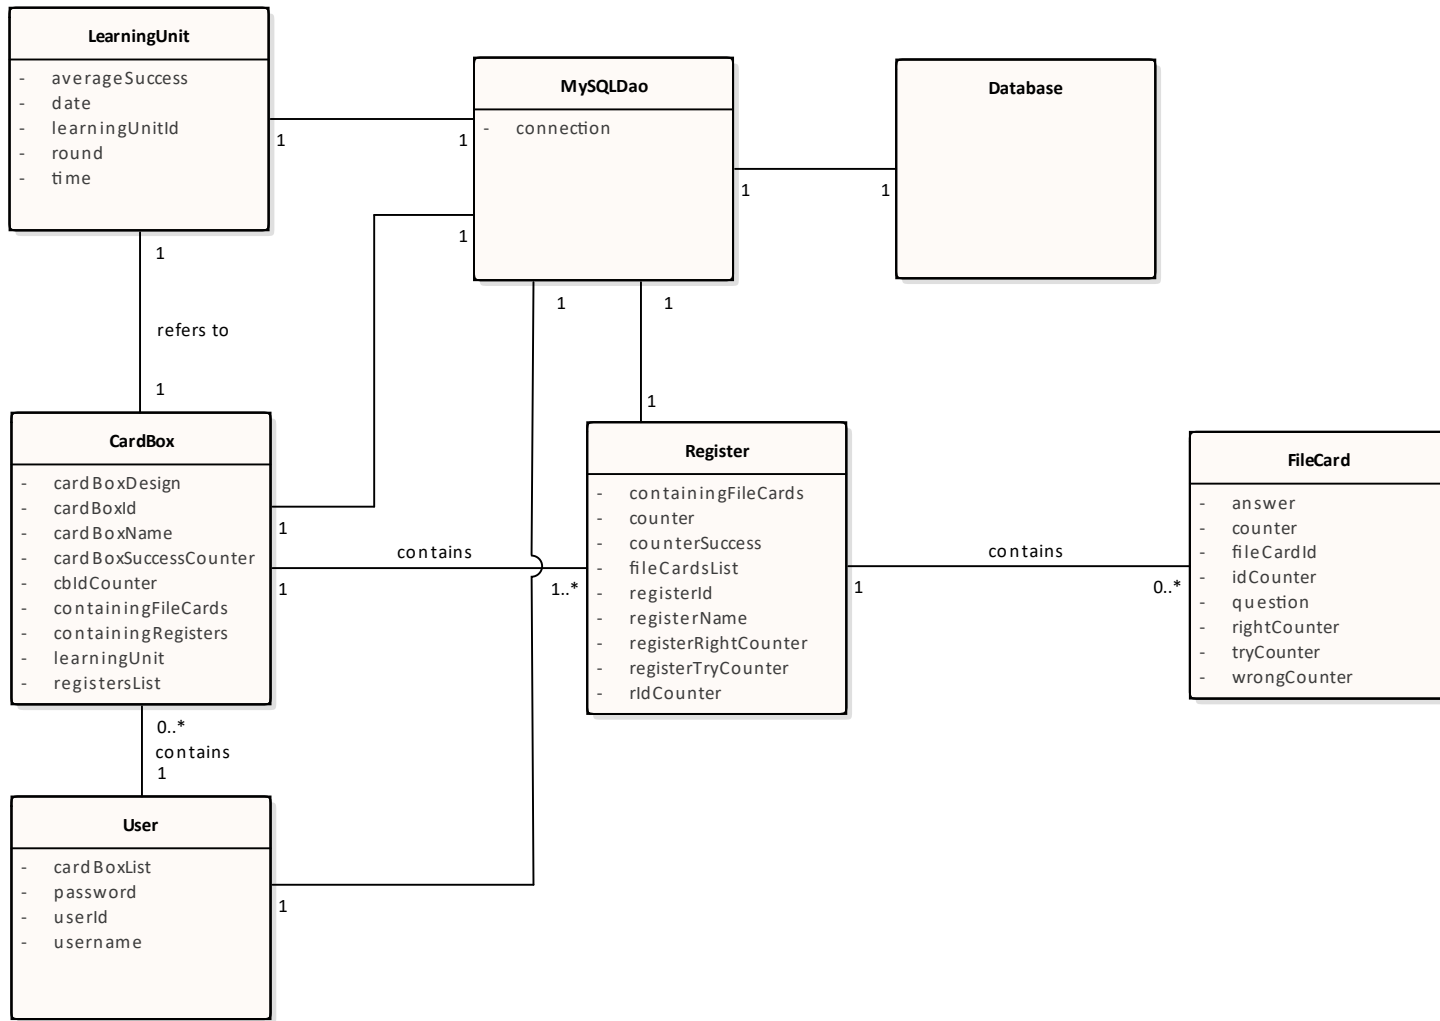 LearningUnit
- averageSuccess
- date
- learningUnitId
- round
- time
MySQLDao
- connection
Database
1
1
1
1
1
1
refers to
1
1
1
1
CardBox
- cardBoxDesign
- cardBoxId
- cardBoxName
- cardBoxSuccessCounter
- cbIdCounter
- containingFileCards
- containingRegisters
- learningUnit
- registersList
1
contains
1
1..*
Register
- containingFileCards
- counter
- counterSuccess
- fileCardsList
- registerId
- registerName
- registerRightCounter
- registerTryCounter
- rIdCounter
contains
1
0..*
FileCard
- answer
- counter
- fileCardId
- idCounter
- question
- rightCounter
- tryCounter
- wrongCounter
0..*
contains
1
User
- cardBoxList
- password
- userId
- username
1